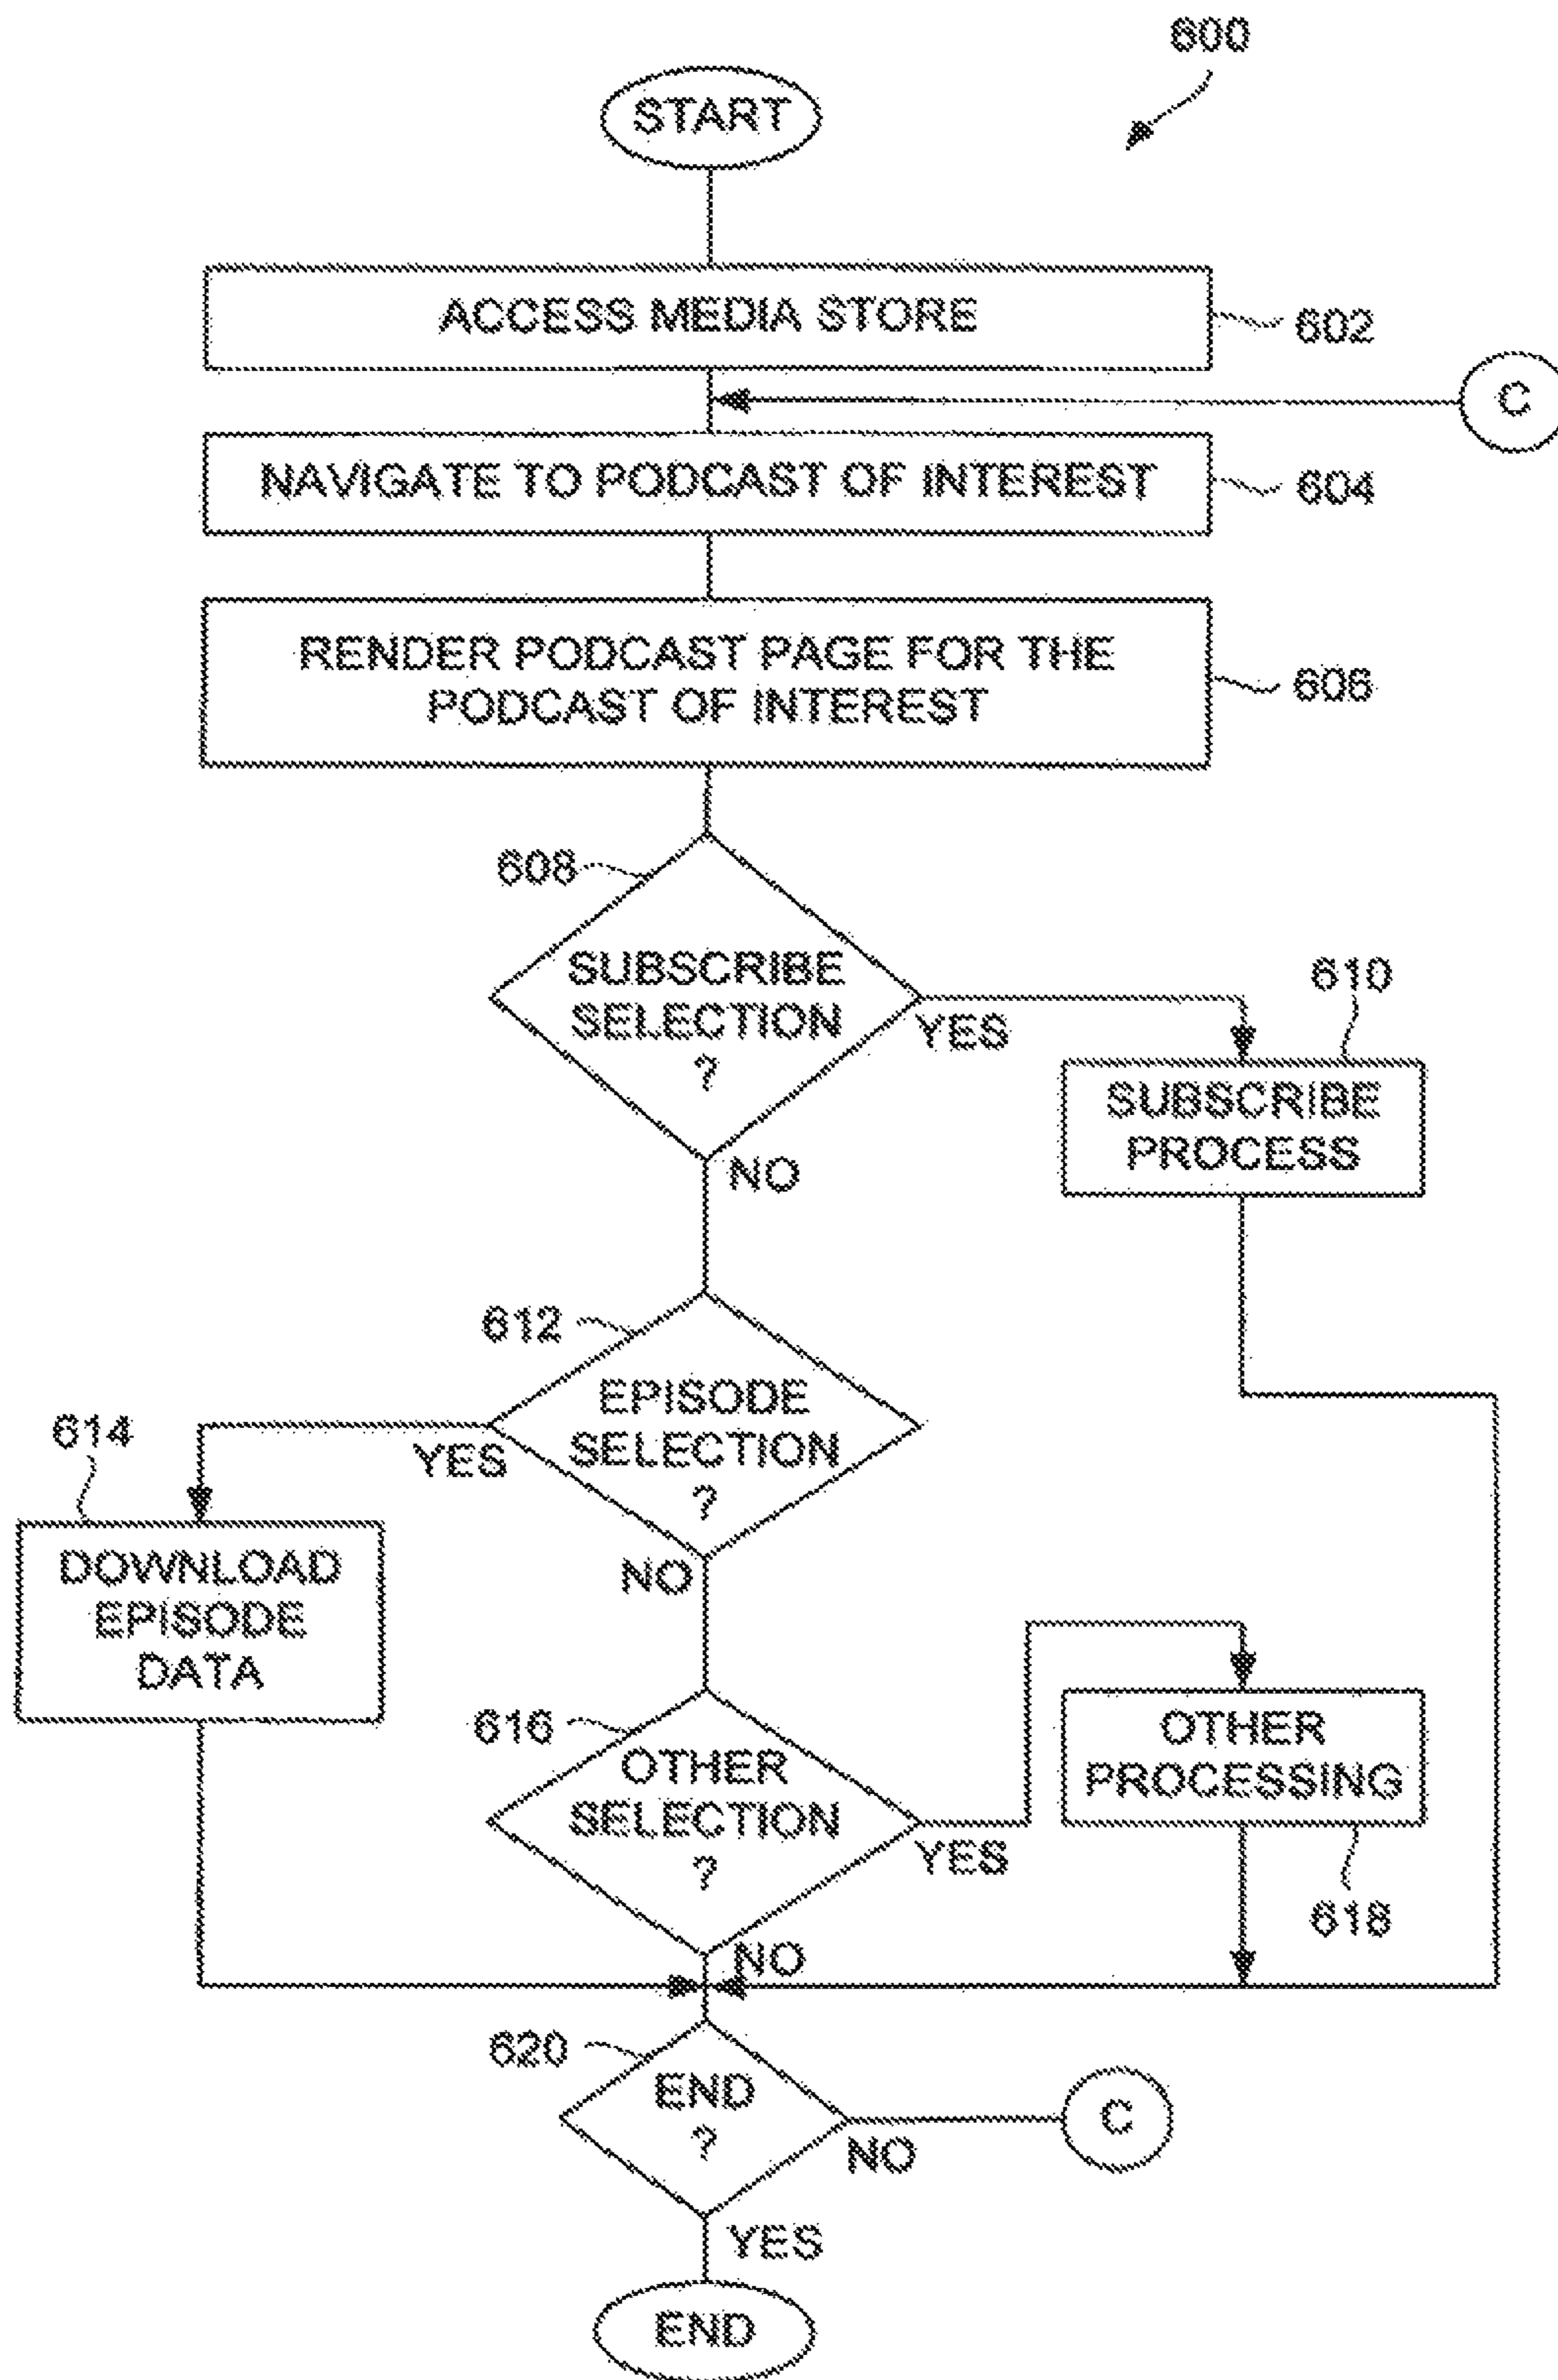 600
START
ACCESS MEDIA STORE
602
C
NAVIGATE TO PODCAST OF INTEREST
604
RENDER PODCAST PAGE FOR THE
PODCAST OF INTEREST
606
608
SUBSCRIBE
SELECTION
?
YES
NO
610
SUBSCRIBE
PROCESS
612
EPISODE
SELECTION
?
YES
NO
614
DOWNLOAD
EPISODE
DATA
616
OTHER
SELECTION
?
YES
NO
OTHER
PROCESSING
618
620
END
?
NO
C
YES
END